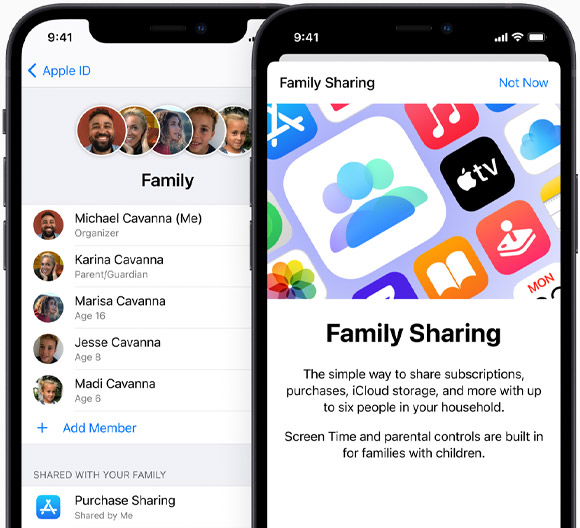 9:41
Apple ID
Family
Michael Cavanna (Me)
Organizer
Karina Cavanna
Parent/Guardian
Marisa Cavanna
Age 16
Jesse Cavanna
Age 8
Madi Cavanna
Age 6
+ Add Member
SHARED WITH YOUR FAMILY
Purchase Sharing
Shared by Me
9:41
Family Sharing
Not Now
tv
MON
Family Sharing
The simple way to share subscriptions,
purchases, iCloud storage, and more with up
to six people in your household.
Screen Time and parental controls are built in
for families with children.